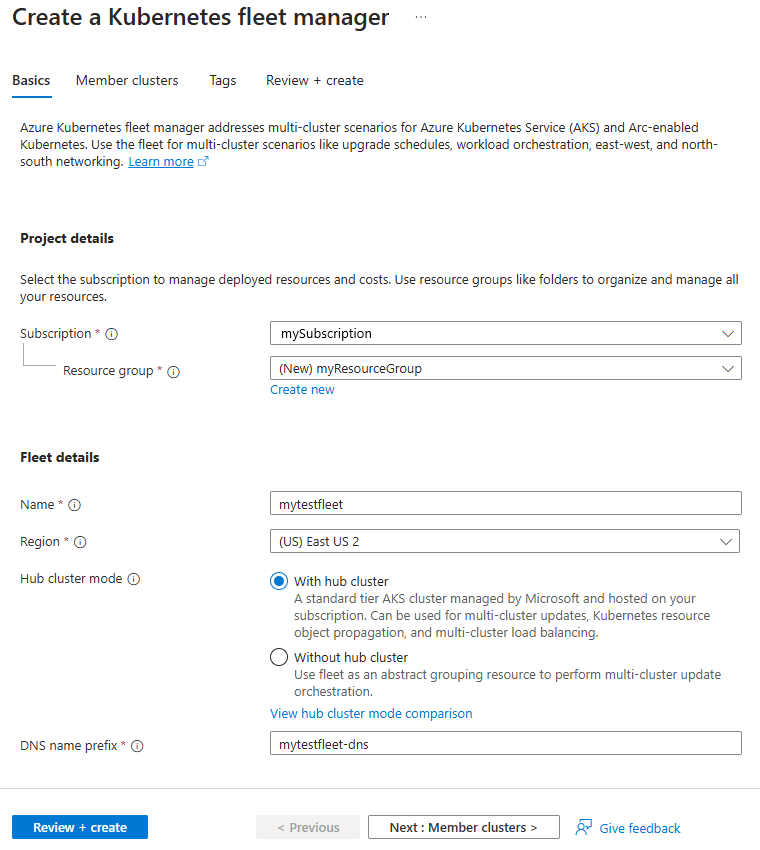 Create a Kubernetes fleet manager ...
Basics Member clusters Tags Review + create
Azure Kubernetes fleet manager addresses multi-cluster scenarios for Azure Kubernetes Service (AKS) and Arc-enabled
Kubernetes. Use the fleet for multi-cluster scenarios like upgrade schedules, workload orchestration, east-west, and north-
south networking. Learn more
Project details
Select the subscription to manage deployed resources and costs. Use resource groups like folders to organize and manage all
your resources.
Subscription * mySubscription
Resource group * (New) myResourceGroup
Create new
Fleet details
Name * mytestfleet
Region * (US) East US 2
Hub cluster mode
With hub cluster
A standard tier AKS cluster managed by Microsoft and hosted on your
subscription. Can be used for multi-cluster updates, Kubernetes resource
object propagation, and multi-cluster load balancing.
Without hub cluster
Use fleet as an abstract grouping resource to perform multi-cluster update
orchestration.
View hub cluster mode comparison
DNS name prefix * mytestfleet-dns
Review + create < Previous Next : Member clusters > Give feedback